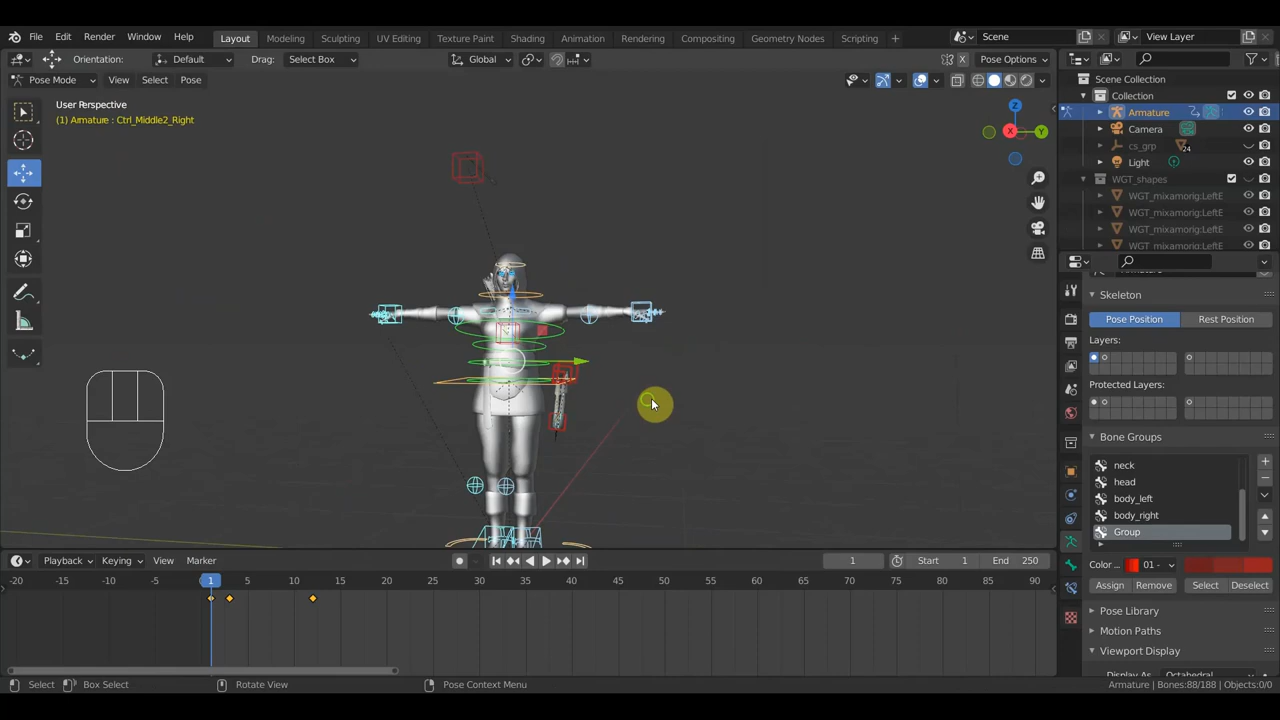 File Edit Render Window Help Layout Modeling Sculpting UV Editing Texture Paint Shading Animation Rendering Compositing Geometry Nodes Scripting + Scene View Layer
Orientation: Default Drag: Select Box Global Pose Options
Pose Mode View Select Pose
User Perspective
(1) Armature : Ctrl_Middle2_Right
Z
Y
X
Scene Collection
Collection
Armature
Camera
cs_grp 24
Light
WGT_shapes
WGT_mixamorig:LeftE
WGT_mixamorig:LeftE
WGT_mixamorig:LeftE
WGT_mixamorig:LeftE
Skeleton
Pose Position Rest Position
Layers:
Protected Layers:
Bone Groups
neck
head
body_left
body_right
Group
Color... 01 -
Assign Remove Select Deselect
Pose Library
Motion Paths
Viewport Display
Display As Octahedral
Playback Keying View Marker 1 Start 1 End 250
-20 -15 -10 -5 1 5 10 15 20 25 30 35 40 45 50 55 60 65 70 75 80 85 90
Select Box Select Rotate View Pose Context Menu Armature | Bones:88/188 | Objects:0/0